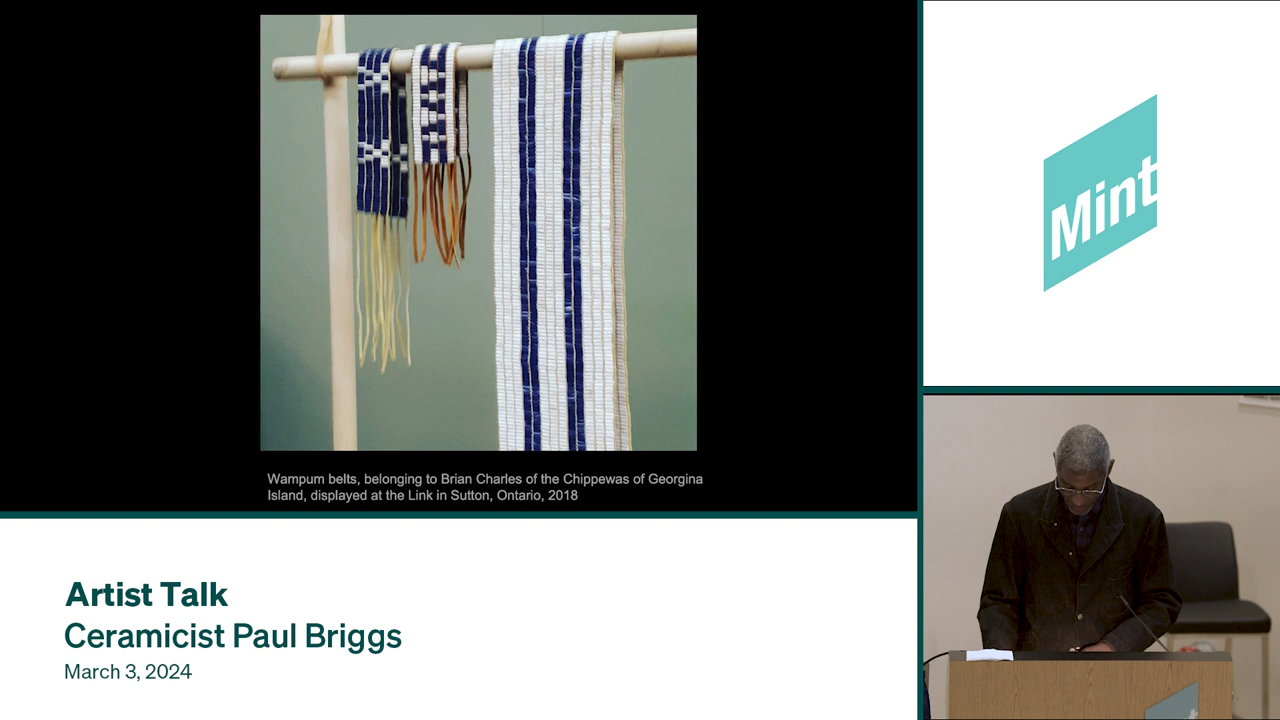 Wampum belts, belonging to Brian Charles of the Chippewas of Georgina
Island, displayed at the Link in Sutton, Ontario, 2018
Mint
Artist Talk
Ceramicist Paul Briggs
March 3, 2024